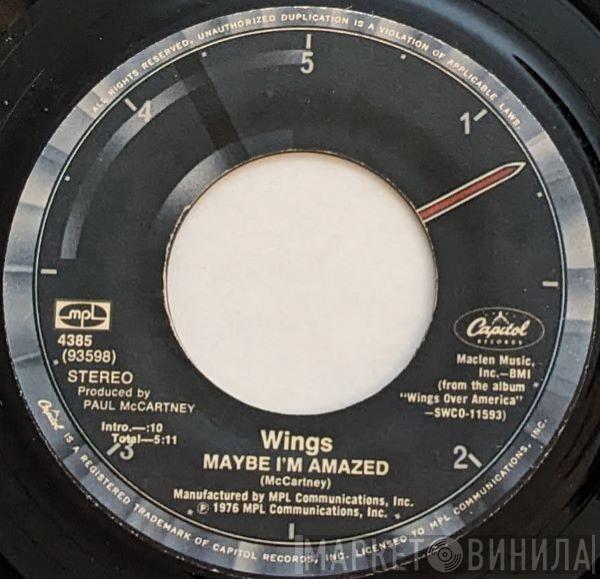 ALL RIGHTS RESERVED, UNAUTHORIZED DUPLICATION IS A VIOLATION OF APPLICABLE LAWS.
5
4
1
mpl
4385
(93598)
STEREO
Produced by
PAUL McCARTNEY
Intro.—:10
Total—5:11
Capitol
RECORDS
Maclen Music,
Inc.—BMI
(from the album
"Wings Over America"
—SWCO-11593)
3
2
Wings
MAYBE I'M AMAZED
(McCartney)
Manufactured by MPL Communications, Inc.
℗ 1976 MPL Communications, Inc.
Capitol IS A REGISTERED TRADEMARK OF CAPITOL RECORDS, INC. LICENSED TO MPL COMMUNICATIONS, INC.
МАРКЕТ ВИНИЛА